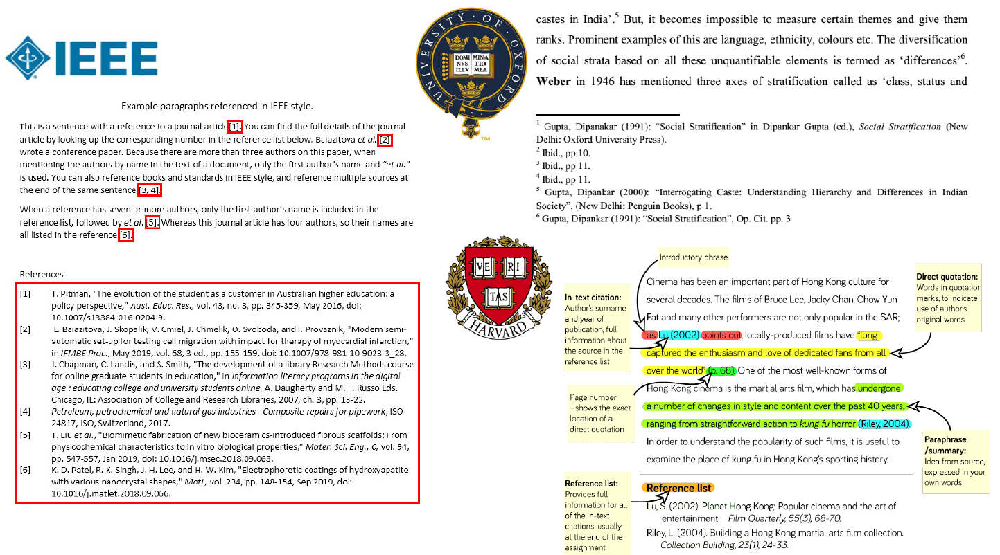 IEEE
Example paragraphs referenced in IEEE style.
This is a sentence with a reference to a journal article [1]. You can find the full details of the journal
article by looking up the corresponding number in the reference list below. Baiazitova et al. [2]
wrote a conference paper. Because there are more than three authors on this paper, when
mentioning the authors by name in the text of a document, only the first author's name and “et al.”
is used. You can also reference books and standards in IEEE style, and reference multiple sources at
the end of the same sentence [3, 4].
When a reference has seven or more authors, only the first author's name is included in the
reference list, followed by et al. [5]. Whereas this journal article has four authors, so their names are
all listed in the reference [6].
References
[1] T. Pitman, "The evolution of the student as a customer in Australian higher education: a
policy perspective," Aust. Educ. Res., vol. 43, no. 3, pp. 345-359, May 2016, doi:
10.1007/s13384-016-0204-9.
[2] L. Baiazitova, J. Skopalik, V. Cmiel, J. Chmelik, O. Svoboda, and I. Provaznik, "Modern semi-
automatic set-up for testing cell migration with impact for therapy of myocardial infarction,"
in IFMBE Proc., May 2019, vol. 68, 3 ed., pp. 155-159, doi: 10.1007/978-981-10-9023-3_28.
[3] J. Chapman, C. Landis, and S. Smith, "The development of a library Research Methods course
for online graduate students in education," in Information literacy programs in the digital
age : educating college and university students online, A. Daugherty and M. F. Russo Eds.
Chicago, IL: Association of College and Research Libraries, 2007, ch. 3, pp. 13-22.
[4] Petroleum, petrochemical and natural gas industries - Composite repairs for pipework, ISO
24817, ISO, Switzerland, 2017.
[5] T. Liu et al., "Biomimetic fabrication of new bioceramics-introduced fibrous scaffolds: From
physicochemical characteristics to in vitro biological properties," Mater. Sci. Eng., C, vol. 94,
pp. 547-557, Jan 2019, doi: 10.1016/j.msec.2018.09.063.
[6] K. D. Patel, R. K. Singh, J. H. Lee, and H. W. Kim, "Electrophoretic coatings of hydroxyapatite
with various nanocrystal shapes," MatL, vol. 234, pp. 148-154, Sep 2019, doi:
10.1016/j.matlet.2018.09.066.
UNIVERSITY OF OXFORD
DOMI MINA
NVS TIO
ILLV MEA
TM
castes in India’.5 But, it becomes impossible to measure certain themes and give them
ranks. Prominent examples of this are language, ethnicity, colours etc. The diversification
of social strata based on all these unquantifiable elements is termed as ‘differences’6.
Weber in 1946 has mentioned three axes of stratification called as ‘class, status and
1 Gupta, Dipanakar (1991): “Social Stratification” in Dipankar Gupta (ed.), Social Stratification (New
Delhi: Oxford University Press).
2 Ibid., pp 10.
3 Ibid., pp 11.
4 Ibid., pp 11.
5 Gupta, Dipankar (2000): “Interrogating Caste: Understanding Hierarchy and Differences in Indian
Society”, (New Delhi: Penguin Books), p 1.
6 Gupta, Dipankar (1991): “Social Stratification”, Op. Cit. pp. 3
VE RI
TAS
HARVARD
Introductory phrase
In-text citation:
Author's surname
and year of
publication, full
information about
the source in the
reference list
Page number
–shows the exact
location of a
direct quotation
Reference list:
Provides full
information for all
of the in-text
citations, usually
at the end of the
assignment
Cinema has been an important part of Hong Kong culture for
several decades. The films of Bruce Lee, Jacky Chan, Chow Yun
Fat and many other performers are not only popular in the SAR;
as Lu (2002) points out, locally-produced films have “long
captured the enthusiasm and love of dedicated fans from all
over the world” (p. 68). One of the most well-known forms of
Hong Kong cinema is the martial arts film, which has undergone
a number of changes in style and content over the past 40 years,
ranging from straightforward action to kung fu horror (Riley, 2004).
In order to understand the popularity of such films, it is useful to
examine the place of kung fu in Hong Kong's sporting history.
Reference list
Lu, S. (2002). Planet Hong Kong: Popular cinema and the art of
entertainment. Film Quarterly, 55(3), 68-70.
Riley, L. (2004). Building a Hong Kong martial arts film collection.
Collection Building, 23(1), 24-33.
Direct quotation:
Words in quotation
marks, to indicate
use of author's
original words
Paraphrase
/summary:
Idea from source,
expressed in your
own words